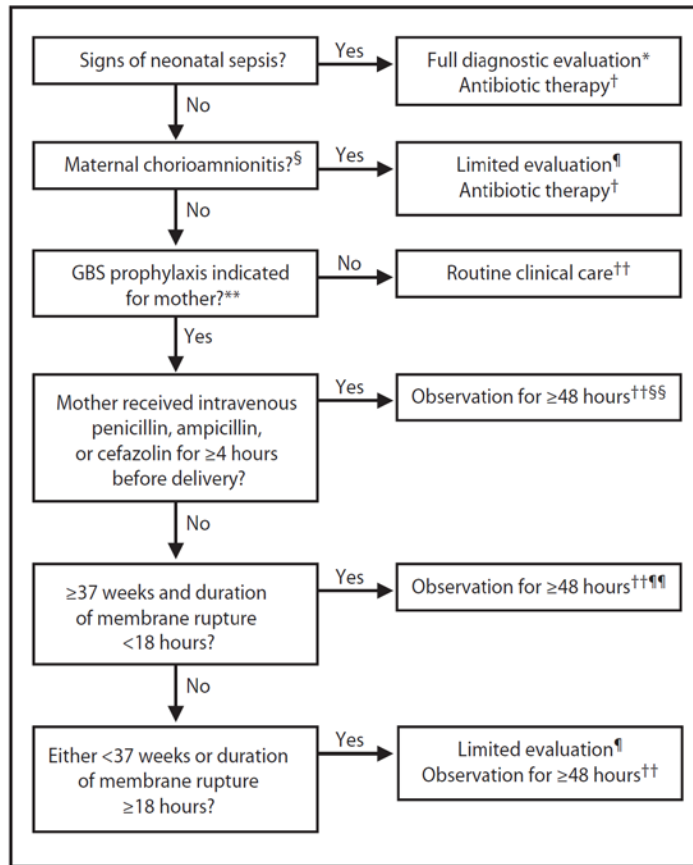 Signs of neonatal sepsis?
Yes
Full diagnostic evaluation*
Antibiotic therapy†
No
Maternal chorioamnionitis?§
Yes
Limited evaluation¶
Antibiotic therapy†
No
GBS prophylaxis indicated
for mother?**
No
Routine clinical care††
Yes
Mother received intravenous
penicillin, ampicillin,
or cefazolin for ≥4 hours
before delivery?
Yes
Observation for ≥48 hours††§§
No
≥37 weeks and duration
of membrane rupture
<18 hours?
Yes
Observation for ≥48 hours††¶¶
No
Either <37 weeks or duration
of membrane rupture
≥18 hours?
Yes
Limited evaluation¶
Observation for ≥48 hours††